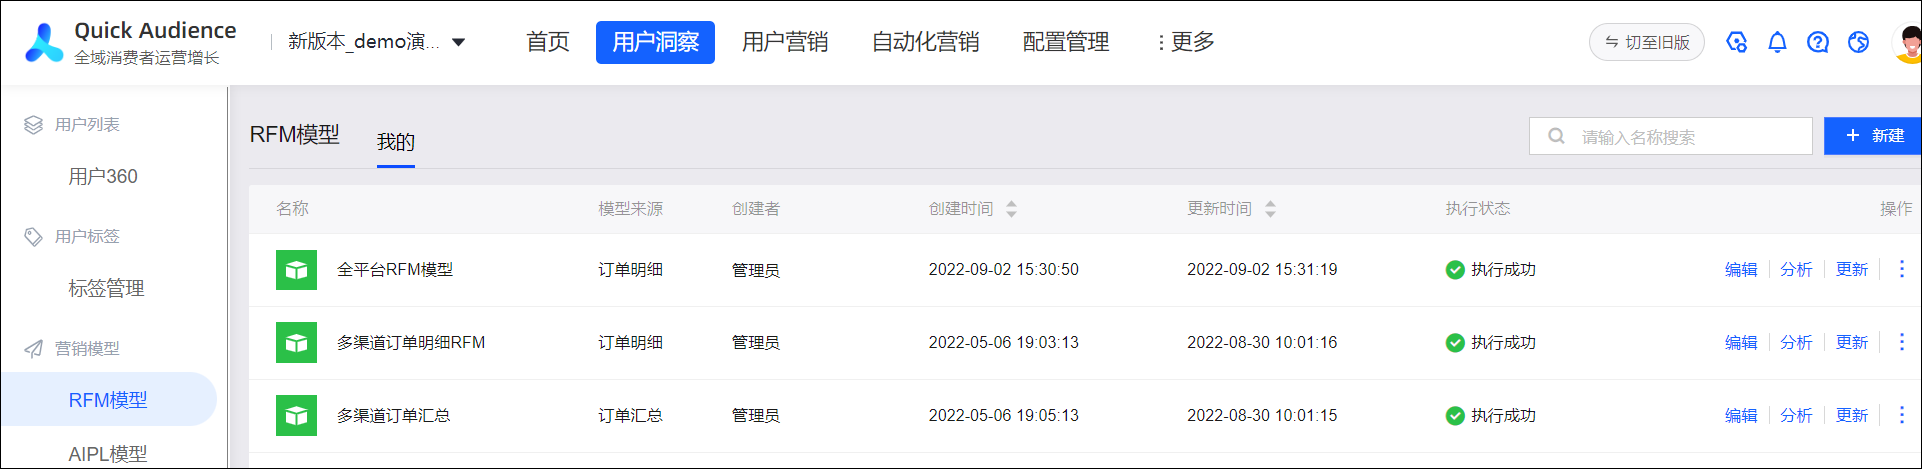 Quick Audience
全域消费者运营增长
新版本_demo演...
首页
用户洞察
用户营销
自动化营销
配置管理
更多
切至旧版
用户列表
用户360
用户标签
标签管理
营销模型
RFM模型
AIPL模型
RFM模型
我的
请输入名称搜索
+ 新建
名称 模型来源 创建者 创建时间 更新时间 执行状态 操作
全平台RFM模型 订单明细 管理员 2022-09-02 15:30:50 2022-09-02 15:31:19 执行成功 编辑 分析 更新
多渠道订单明细RFM 订单明细 管理员 2022-05-06 19:03:13 2022-08-30 10:01:16 执行成功 编辑 分析 更新
多渠道订单汇总 订单汇总 管理员 2022-05-06 19:05:13 2022-08-30 10:01:15 执行成功 编辑 分析 更新